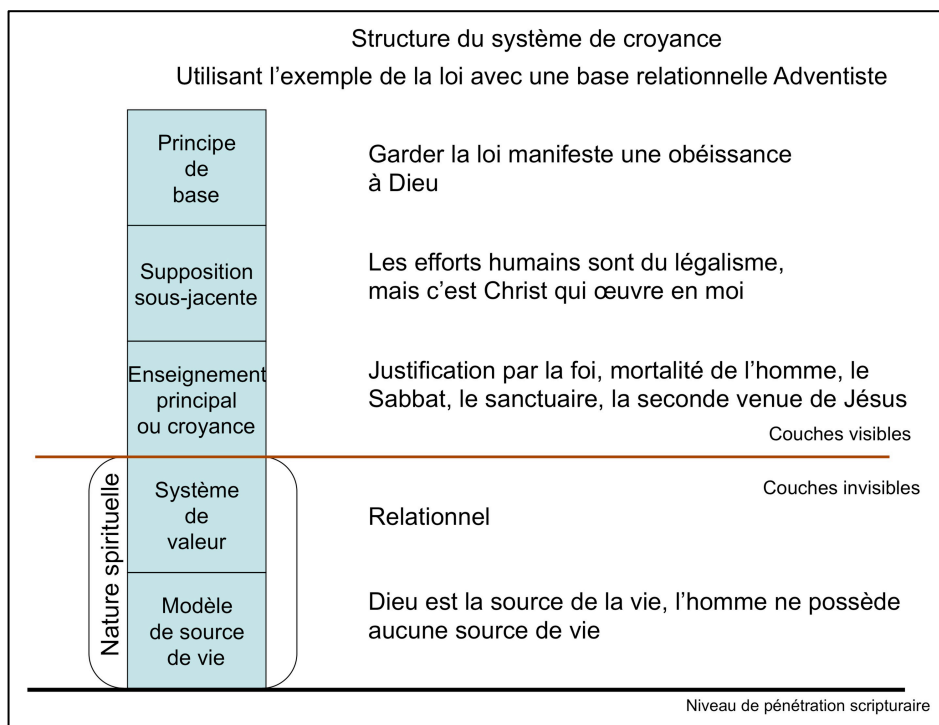 Structure du système de croyance
Utilisant l’exemple de la loi avec une base relationnelle Adventiste
Principe
de
base
Garder la loi manifeste une obéissance
à Dieu
Supposition
sous-jacente
Les efforts humains sont du légalisme,
mais c’est Christ qui œuvre en moi
Enseignement
principal
ou croyance
Justification par la foi, mortalité de l’homme, le
Sabbat, le sanctuaire, la seconde venue de Jésus
Couches visibles
Couches invisibles
Nature spirituelle
Système
de
valeur
Relationnel
Modèle
de source
de vie
Dieu est la source de la vie, l’homme ne possède
aucune source de vie
Niveau de pénétration scripturaire